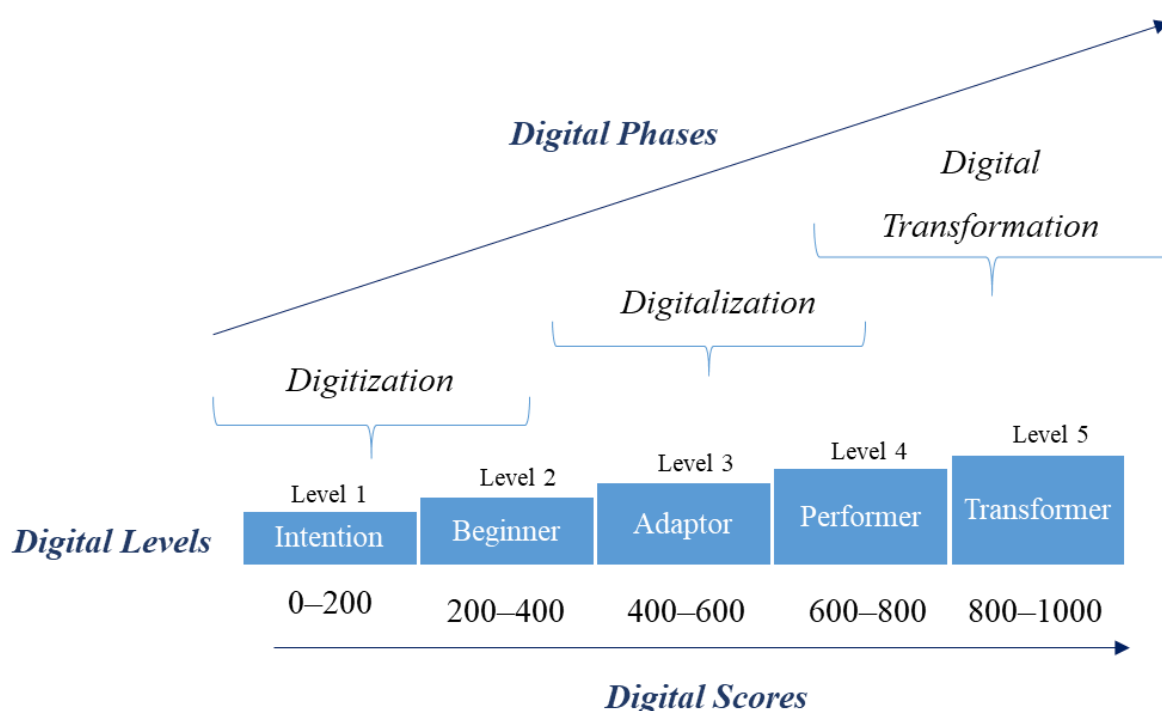 Digital Phases
Digital
Transformation
Digitalization
Digitization
Level 1
Level 2
Level 3
Level 4
Level 5
Digital Levels
Intention
Beginner
Adaptor
Performer
Transformer
0–200
200–400
400–600
600–800
800–1000
Digital Scores